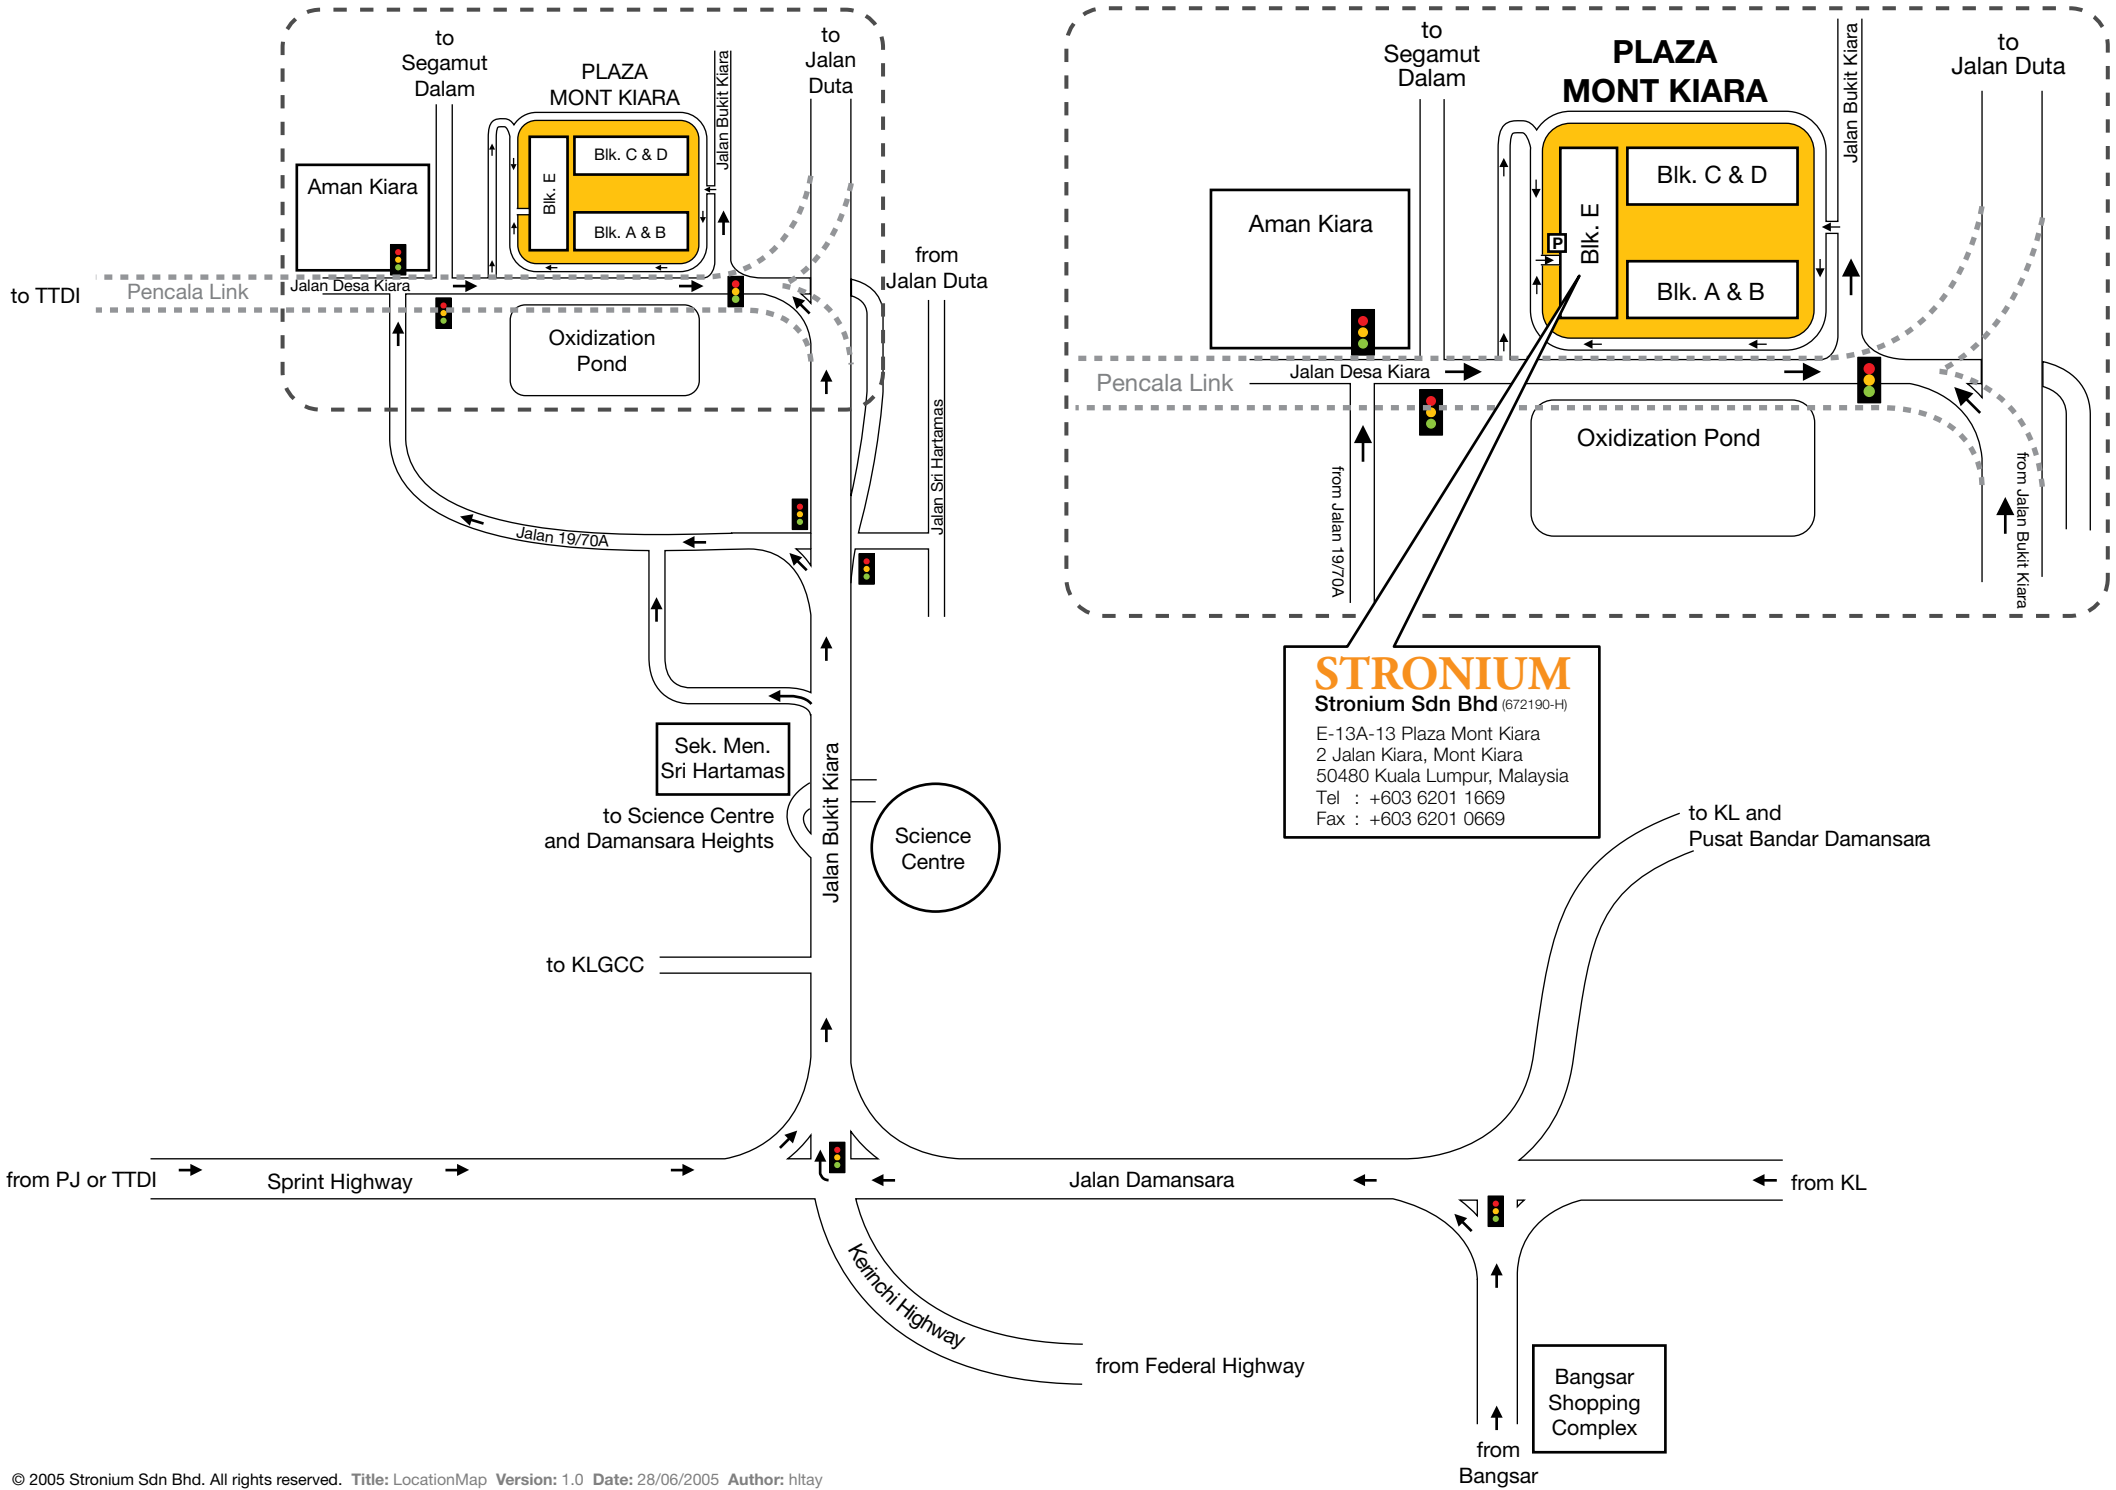 to
Segamut
Dalam
PLAZA
MONT KIARA
Jalan Bukit Kiara
to
Jalan
Duta
Aman Kiara
Blk. E
Blk. C & D
Blk. A & B
from
Jalan Duta
to TTDI
Pencala Link
Jalan Desa Kiara
Oxidization
Pond
Jalan Sri Hartamas
Jalan 19/70A
Sek. Men.
Sri Hartamas
to Science Centre
and Damansara Heights
Jalan Bukit Kiara
Science
Centre
to KLGCC
from PJ or TTDI
Sprint Highway
Jalan Damansara
Kerinchi Highway
from Federal Highway
to
Segamut
Dalam
PLAZA
MONT KIARA
Jalan Bukit Kiara
to
Jalan Duta
Aman Kiara
P
Blk. E
Blk. C & D
Blk. A & B
Jalan Desa Kiara
Pencala Link
Oxidization Pond
from Jalan 19/70A
from Jalan Bukit Kiara
STRONIUM
Stronium Sdn Bhd (672190-H)
E-13A-13 Plaza Mont Kiara
2 Jalan Kiara, Mont Kiara
50480 Kuala Lumpur, Malaysia
Tel : +603 6201 1669
Fax : +603 6201 0669
to KL and
Pusat Bandar Damansara
from KL
Bangsar
Shopping
Complex
from
Bangsar
© 2005 Stronium Sdn Bhd. All rights reserved. Title: LocationMap Version: 1.0 Date: 28/06/2005 Author: hltay